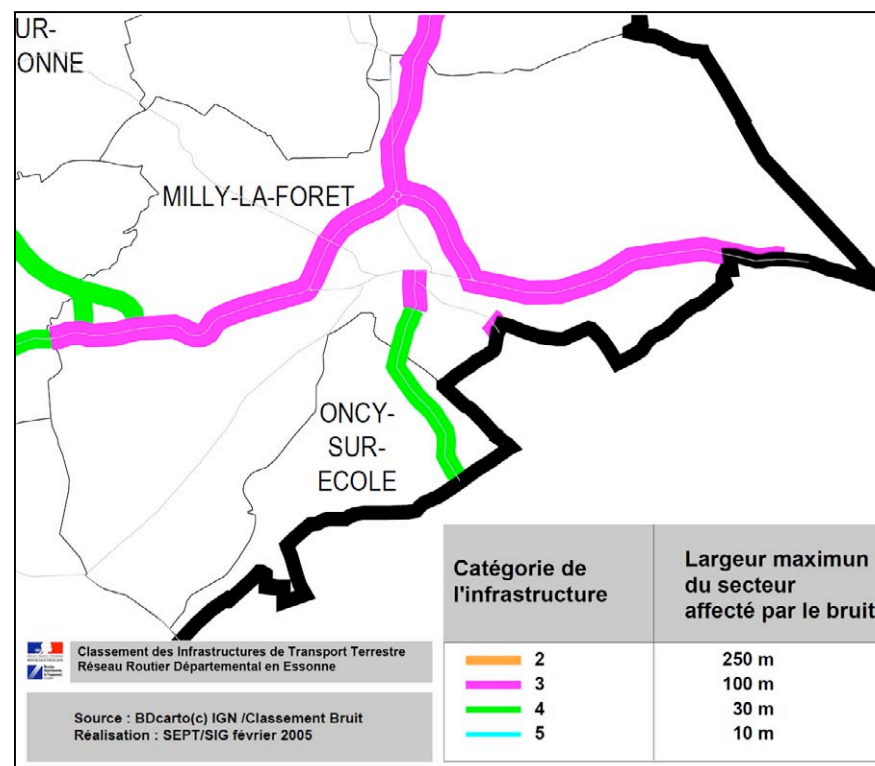 UR-
ONNE
MILLY-LA-FORET
ONCY-
SUR-
ECOLE
Catégorie de
l'infrastructure
Largeur maximun
du secteur
affecté par le bruit
2 250 m
3 100 m
4 30 m
5 10 m
Classement des Infrastructures de Transport Terrestre
Réseau Routier Départemental en Essonne
Source : BDcarto(c) IGN /Classement Bruit
Réalisation : SEPT/SIG février 2005